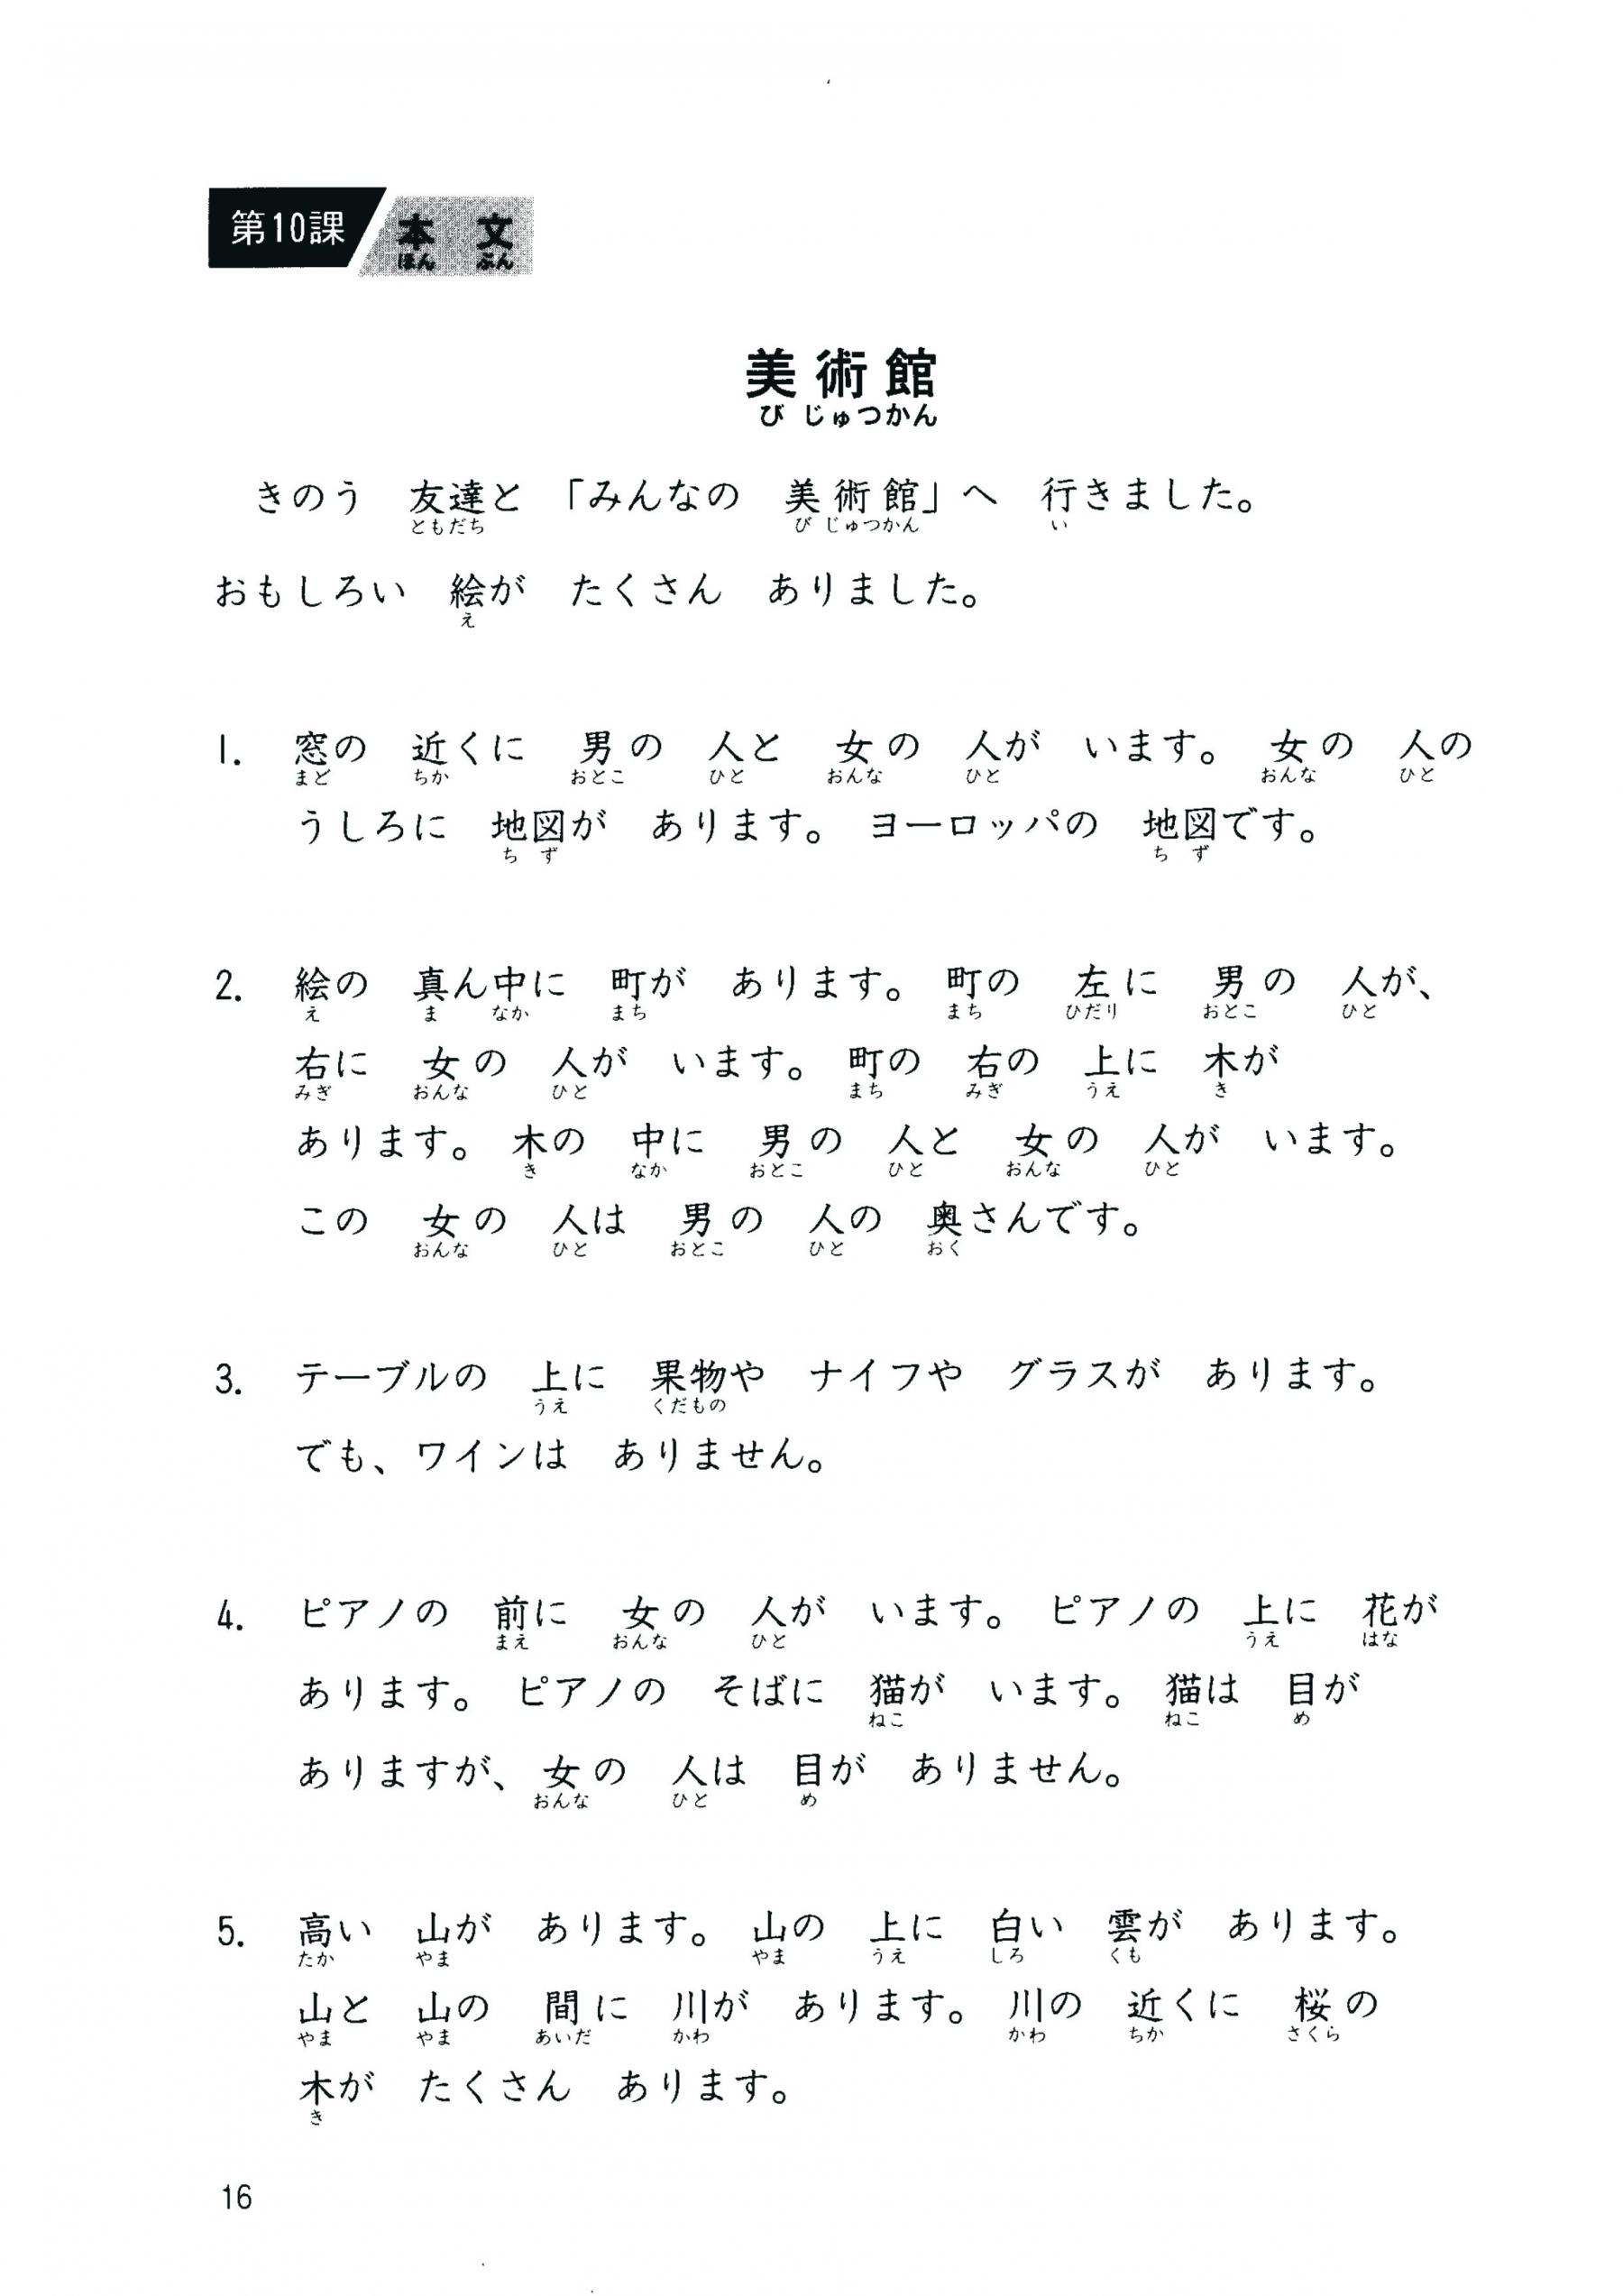 第10課 本文
ほん ぶん
美術館
び じゅつかん
きのう 友達と 「みんなの 美術館」へ 行きました。
ともだち び じゅつかん い
おもしろい 絵が たくさん ありました。
え
1. 窓の 近くに 男の 人と 女の 人が います。 女の 人の
まど ちか おとこ ひと おんな ひと おんな ひと
うしろに 地図が あります。 ヨーロッパの 地図です。
ち ず ち ず
2. 絵の 真ん中に 町が あります。 町の 左に 男の 人が、
え ま なか まち まち ひだり おとこ ひと
右に 女の 人が います。 町の 右の 上に 木が
みぎ おんな ひと まち みぎ うえ き
あります。 木の 中に 男の 人と 女の 人が います。
き なか おとこ ひと おんな ひと
この 女の 人は 男の 人の 奥さんです。
おんな ひと おとこ ひと おく
3. テーブルの 上に 果物や ナイフや グラスが あります。
うえ くだもの
でも、ワインは ありません。
4. ピアノの 前に 女の 人が います。 ピアノの 上に 花が
まえ おんな ひと うえ はな
あります。 ピアノの そばに 猫が います。 猫は 目が
ねこ ねこ め
ありますが、女の 人は 目が ありません。
おんな ひと め
5. 高い 山が あります。 山の 上に 白い 雲が あります。
たか やま やま うえ しろ くも
山と 山の 間に 川が あります。 川の 近くに 桜の
やま やま あいだ かわ かわ ちか さくら
木が たくさん あります。
き
16